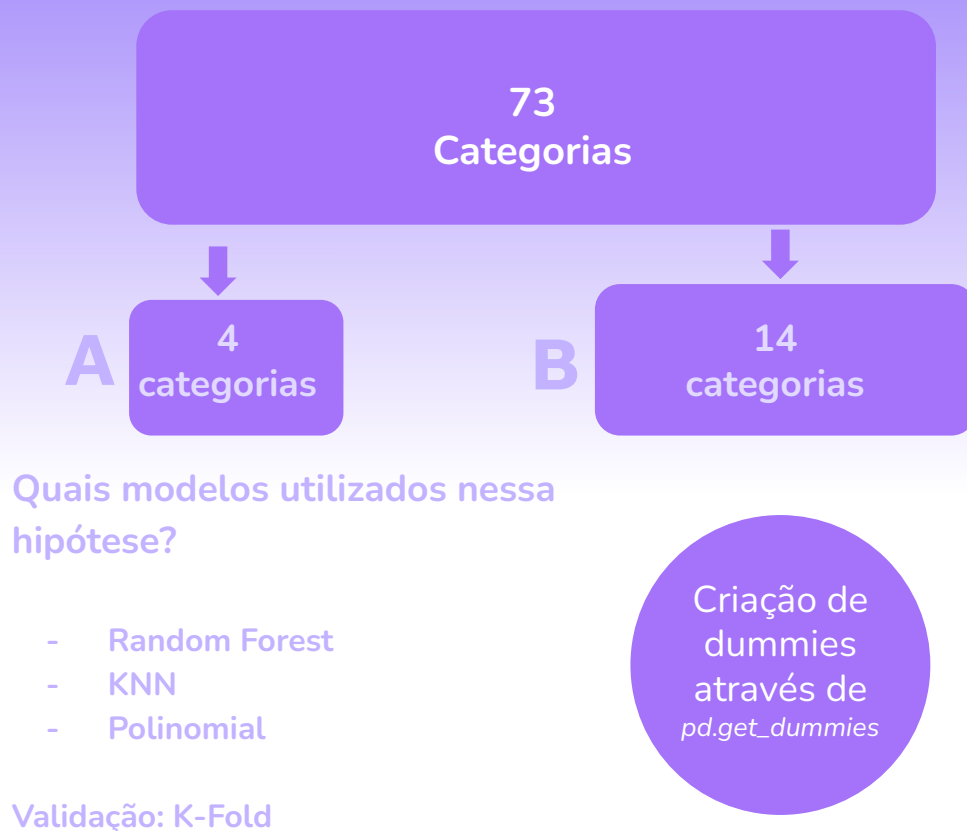 73
Categorias
A
4
categorias
B
14
categorias
Quais modelos utilizados nessa
hipótese?
- Random Forest
- KNN
- Polinomial
Validação: K-Fold
Criação de
dummies
através de
pd.get_dummies